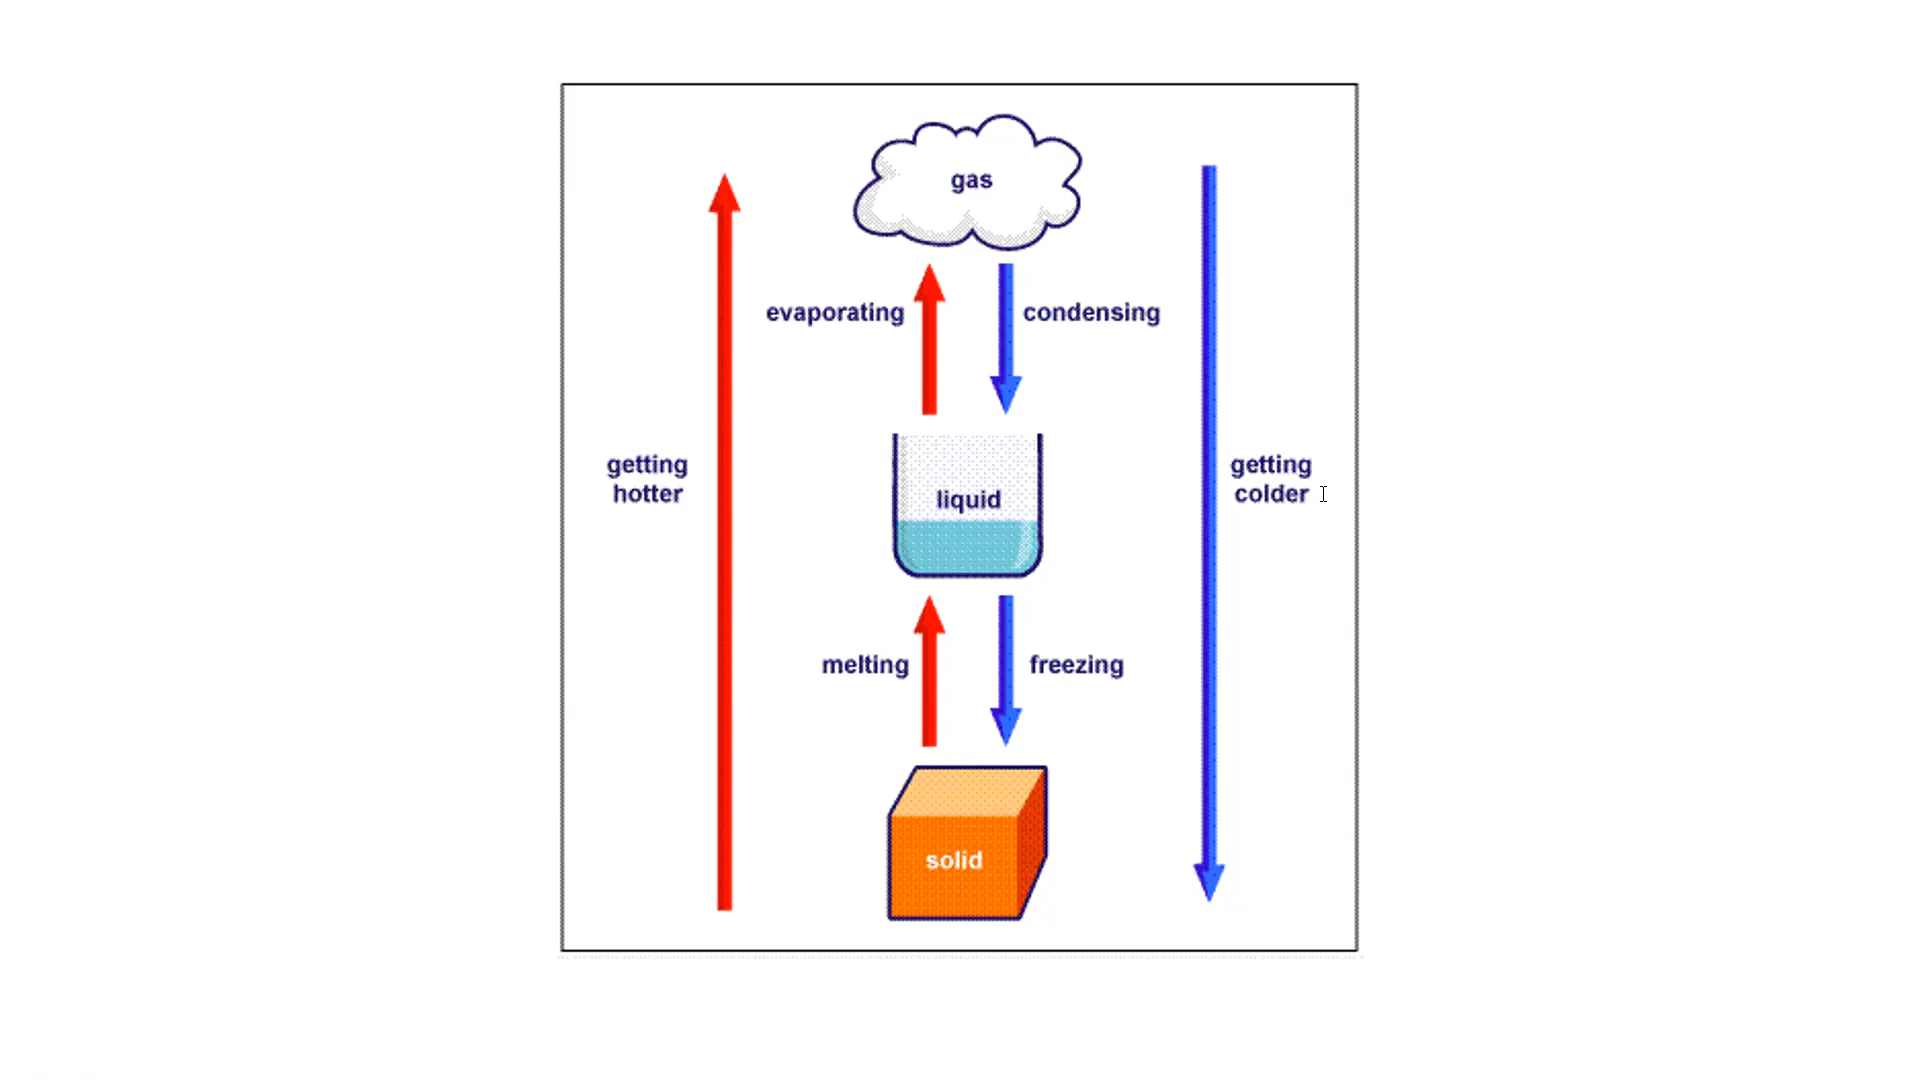 gas
evaporating
condensing
getting
hotter
liquid
getting
colder
melting
freezing
solid